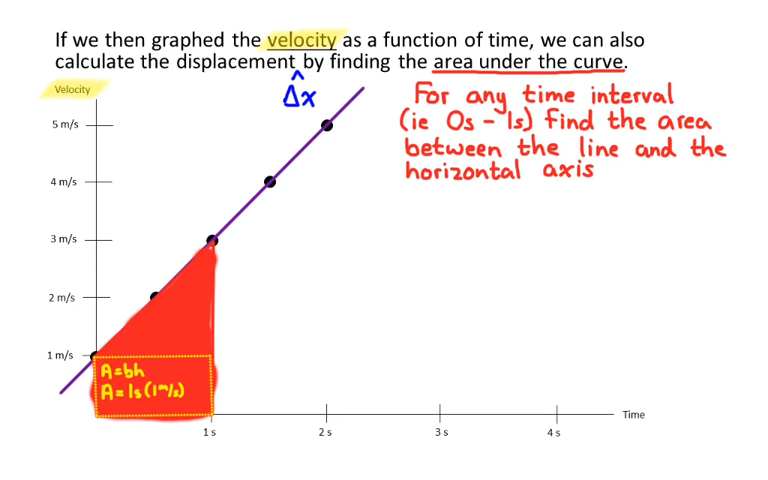 If we then graphed the velocity as a function of time, we can also
calculate the displacement by finding the area under the curve.
Δx
Velocity
For any time interval
(ie 0s - 1s) find the area
between the line and the
horizontal axis
5 m/s
4 m/s
3 m/s
2 m/s
1 m/s
A=bh
A=1s(1m/s)
Time
1 s
2 s
3 s
4 s